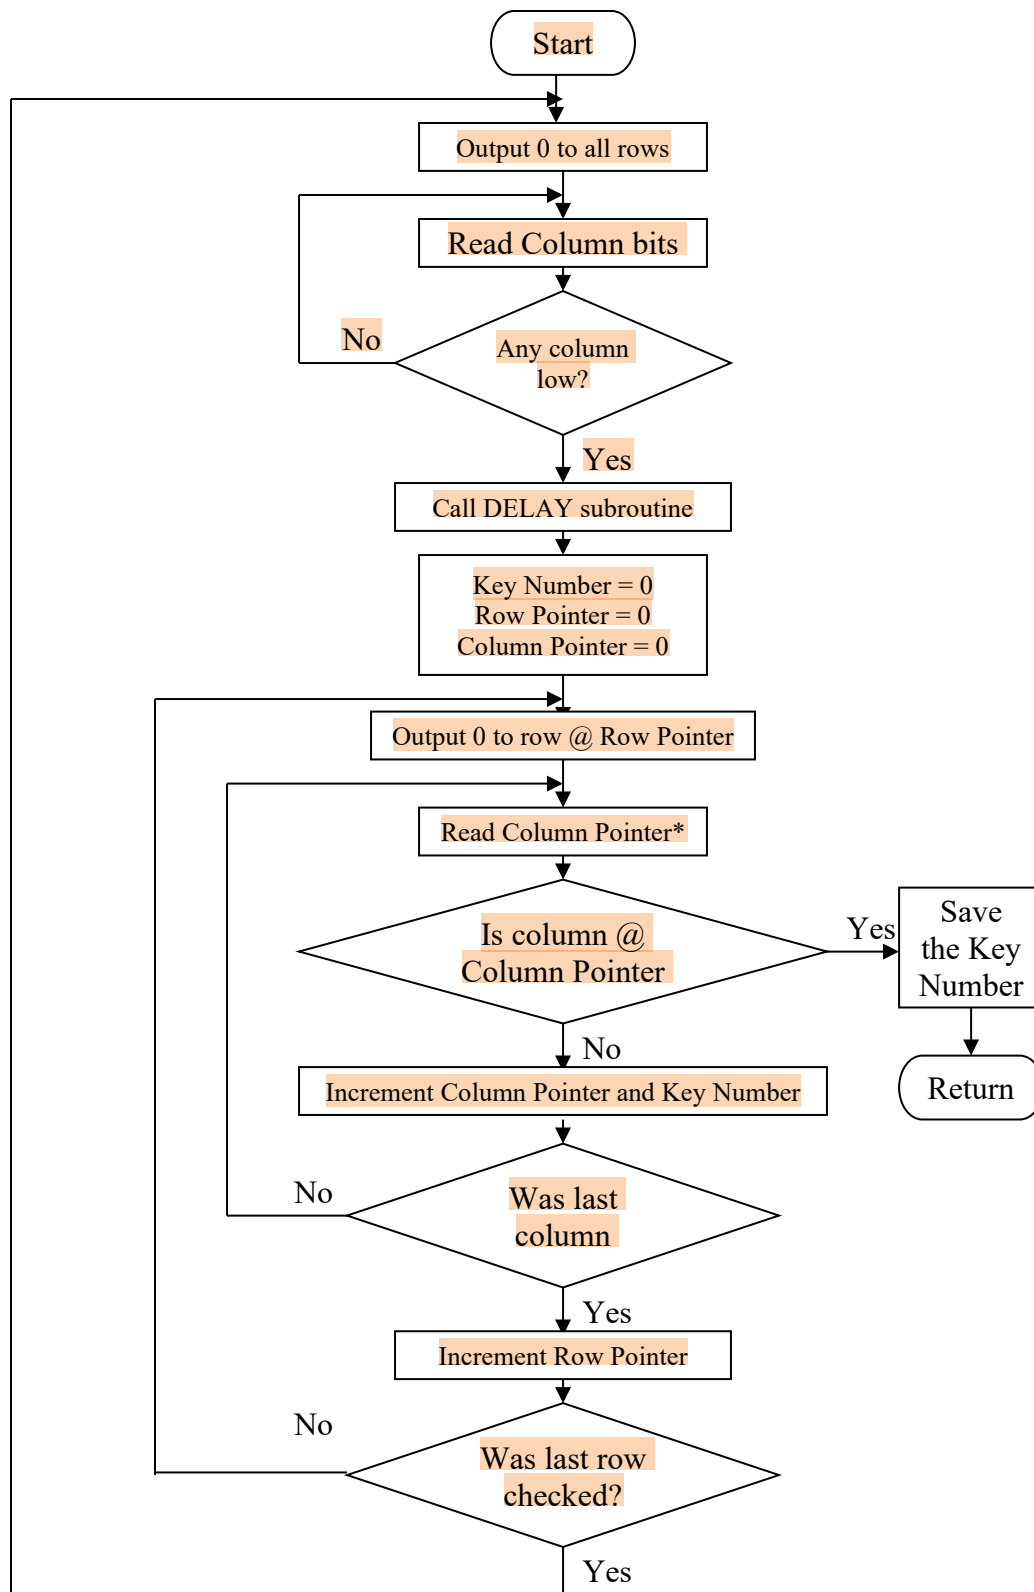 Start
Output 0 to all rows
Read Column bits
No
Any column
low?
Yes
Call DELAY subroutine
Key Number = 0
Row Pointer = 0
Column Pointer = 0
Output 0 to row @ Row Pointer
Read Column Pointer*
Is column @
Column Pointer
Yes
Save
the Key
Number
No
Return
Increment Column Pointer and Key Number
No
Was last
column
Yes
Increment Row Pointer
No
Was last row
checked?
Yes